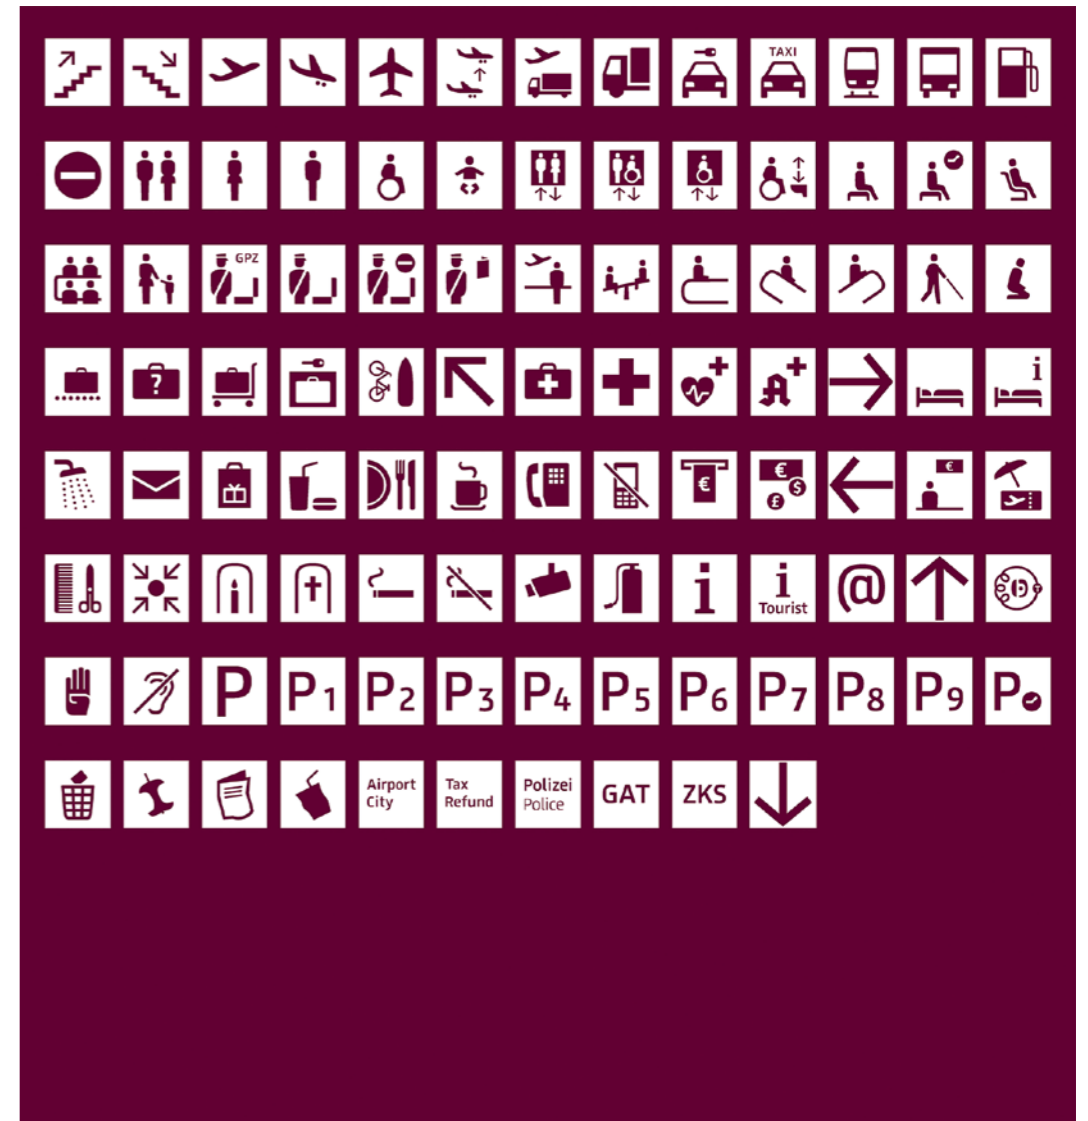 TAXI
GPZ
?
i
€
€
$
£
€
i
i
Tourist
@
P
P1
P2
P3
P4
P5
P6
P7
P8
P9
P
Airport
City
Tax
Refund
Polizei
Police
GAT
ZKS